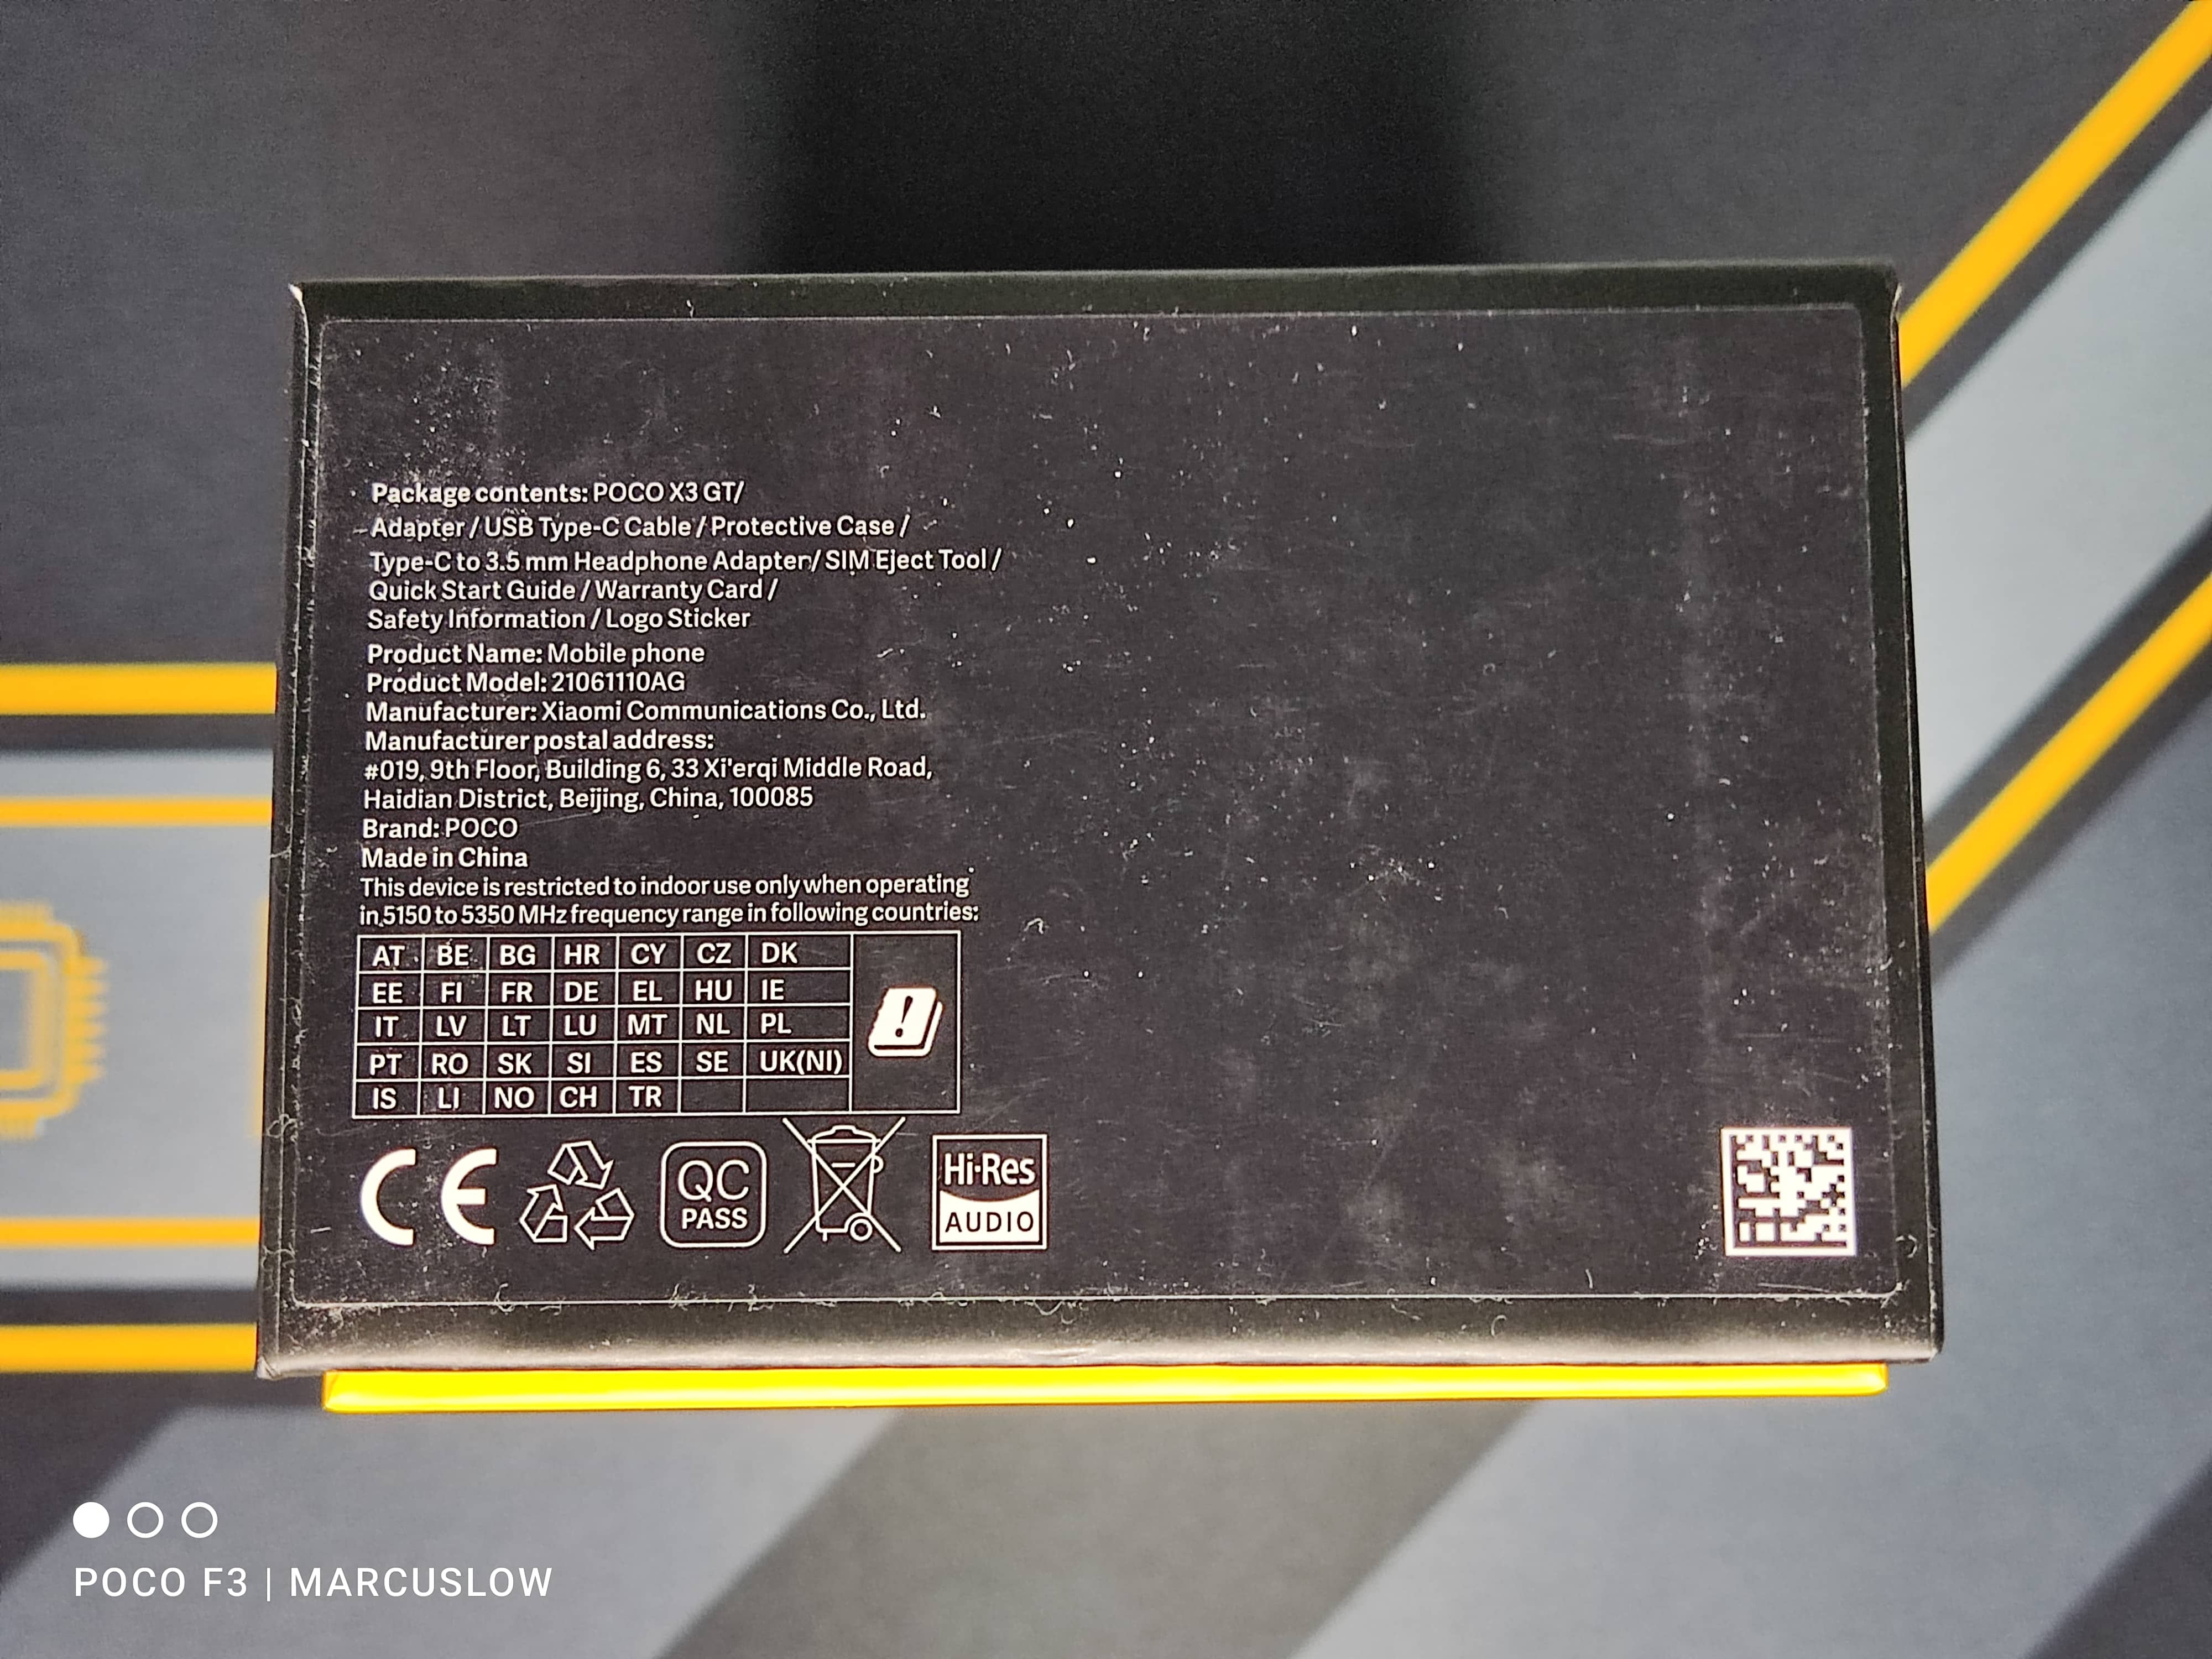 Package contents: POCO X3 GT/
Adapter / USB Type-C Cable / Protective Case /
Type-C to 3.5 mm Headphone Adapter/ SIM Eject Tool /
Quick Start Guide / Warranty Card /
Safety Information / Logo Sticker
Product Name: Mobile phone
Product Model: 21061110AG
Manufacturer: Xiaomi Communications Co., Ltd.
Manufacturer postal address:
#019, 9th Floor, Building 6, 33 Xi'erqi Middle Road,
Haidian District, Beijing, China, 100085
Brand: POCO
Made in China
This device is restricted to indoor use only when operating
in 5150 to 5350 MHz frequency range in following countries:
AT BE BG HR CY CZ DK
EE FI FR DE EL HU IE
IT LV LT LU MT NL PL
PT RO SK SI ES SE UK(NI)
IS LI NO CH TR
CE QC Hi-Res
PASS AUDIO
POCO F3 | MARCUSLOW